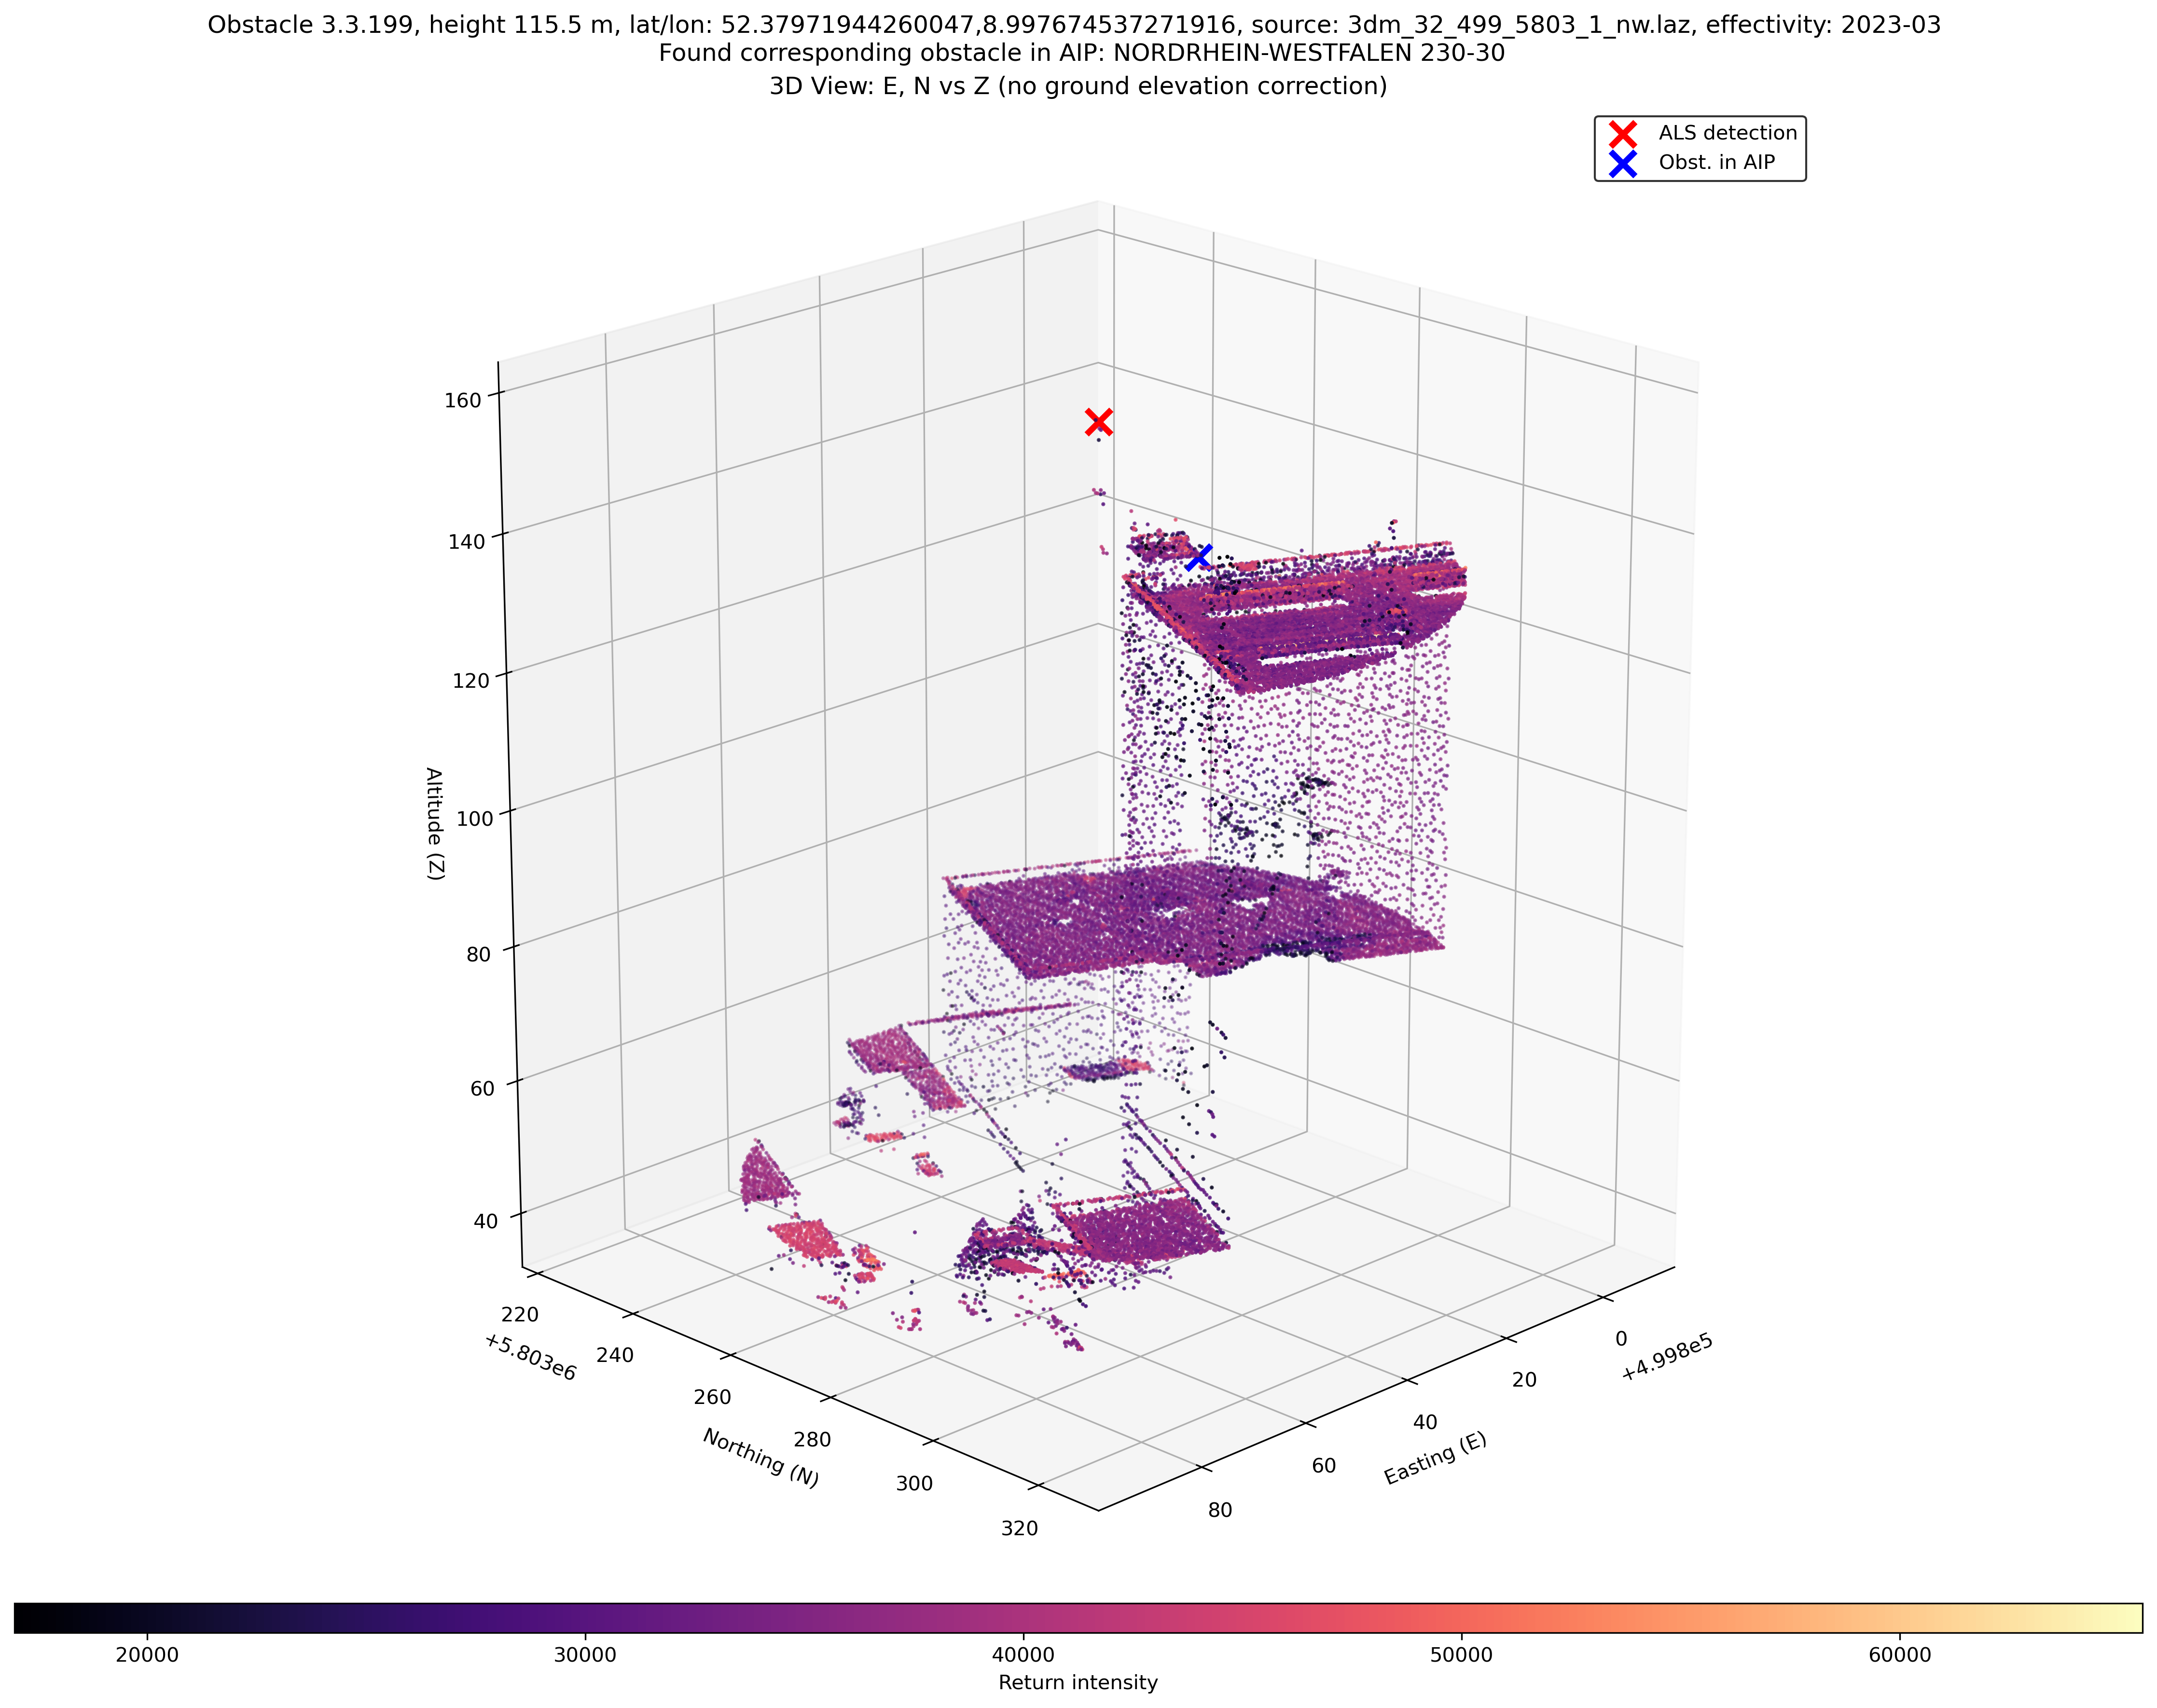 Obstacle 3.3.199, height 115.5 m, lat/lon: 52.37971944260047,8.997674537271916, source: 3dm_32_499_5803_1_nw.laz, effectivity: 2023-03
Found corresponding obstacle in AIP: NORDRHEIN-WESTFALEN 230-30
3D View: E, N vs Z (no ground elevation correction)
ALS detection
Obst. in AIP
160
140
120
100
80
60
40
Altitude (Z)
220
240
260
280
300
320
+5.803e6
Northing (N)
0
20
40
60
80
+4.998e5
Easting (E)
20000
30000
40000
50000
60000
Return intensity